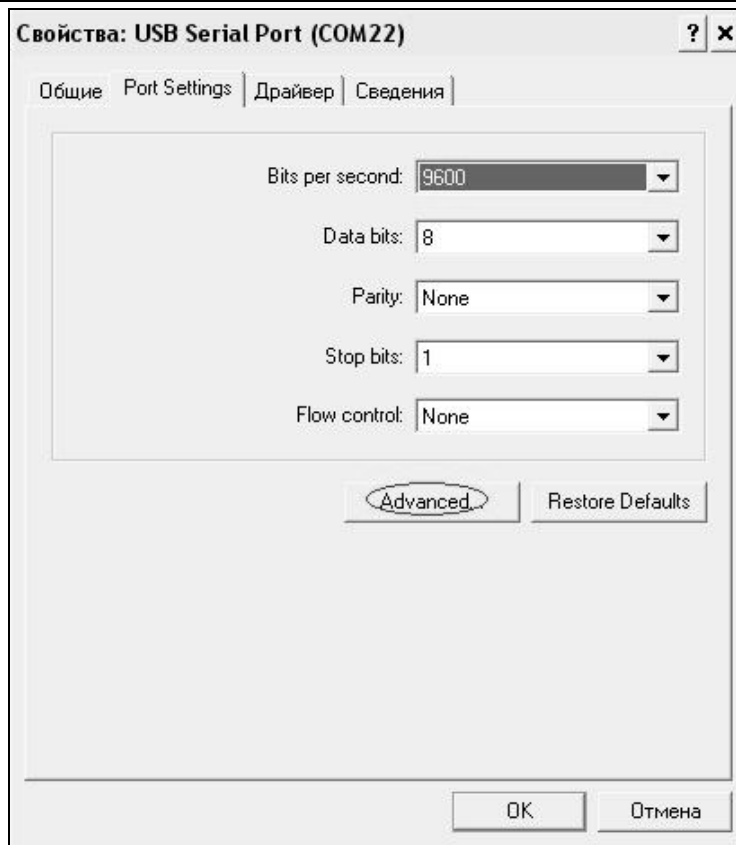 Свойства: USB Serial Port (COM22)
Общие Port Settings Драйвер Сведения
Bits per second: 9600
Data bits: 8
Parity: None
Stop bits: 1
Flow control: None
Advanced... Restore Defaults
OK Отмена